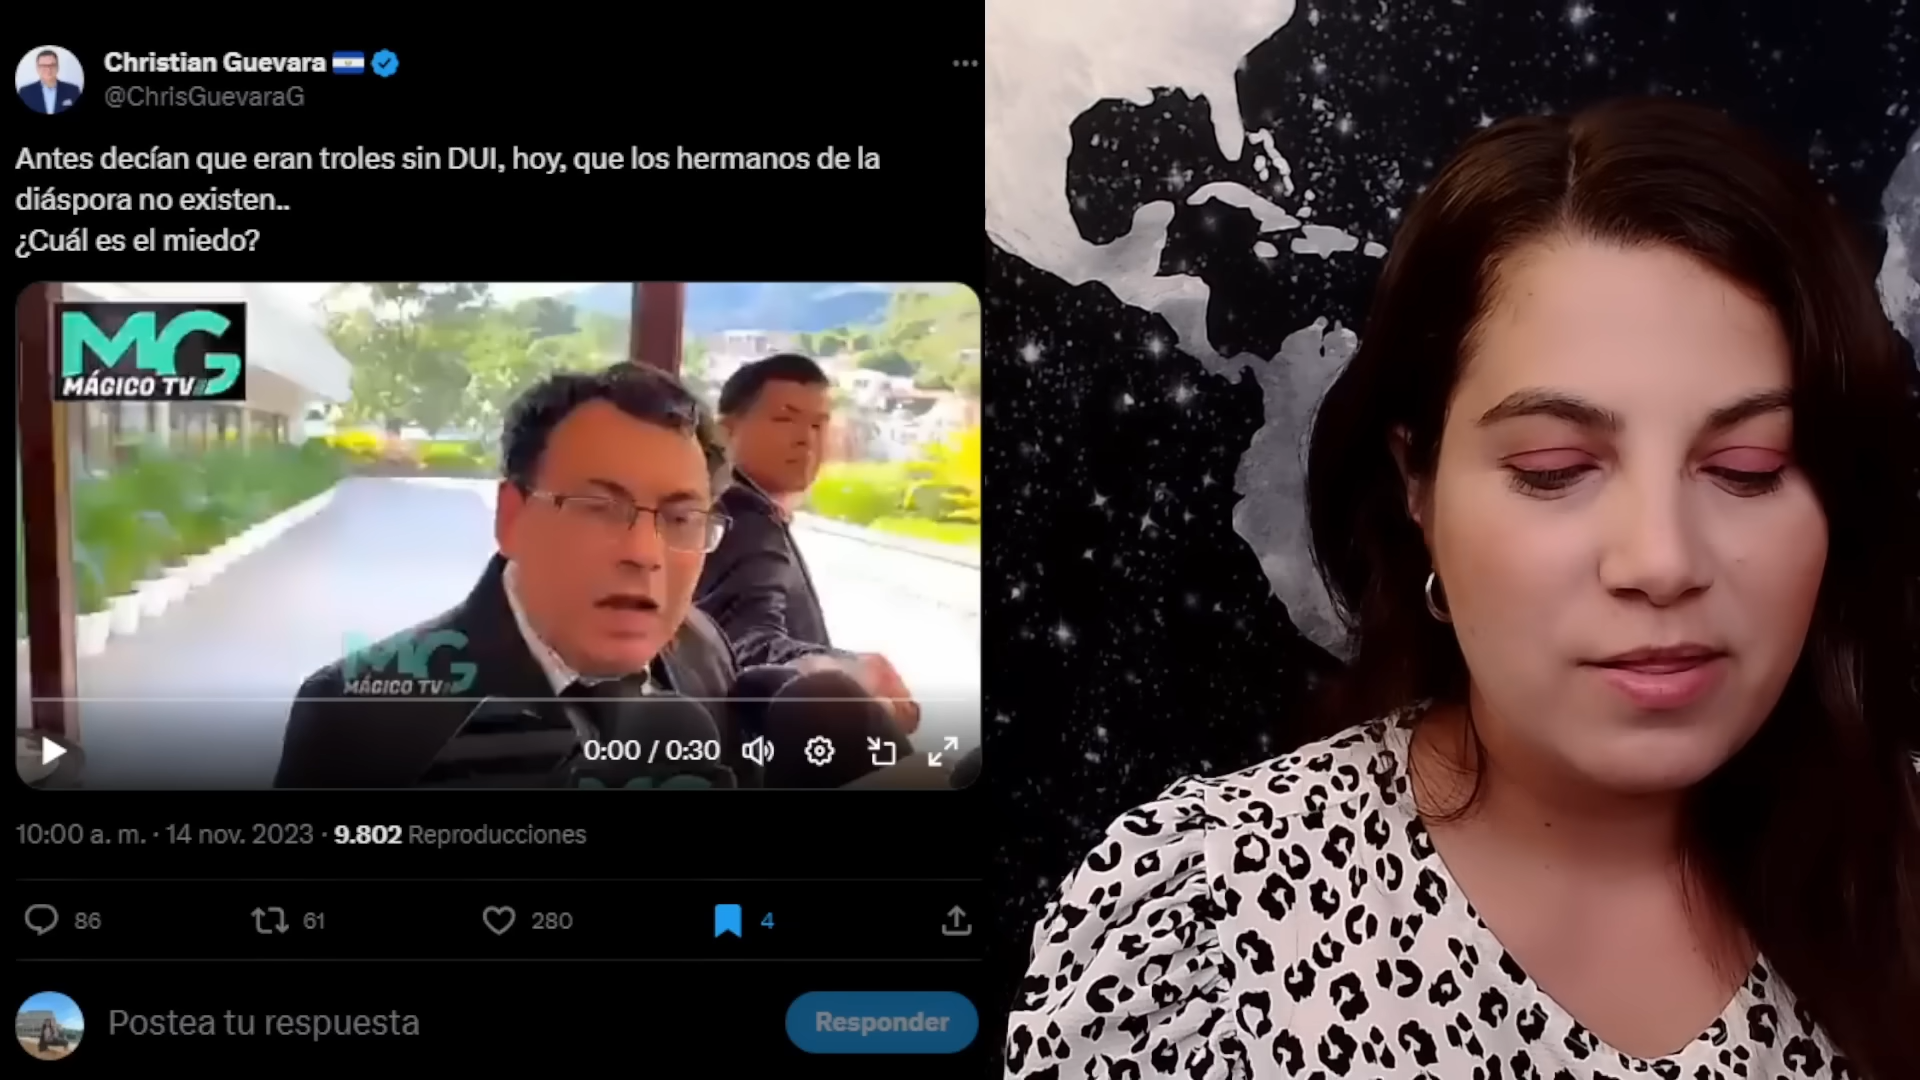 Christian Guevara
@ChrisGuevaraG
Antes decían que eran troles sin DUI, hoy, que los hermanos de la
diáspora no existen..
¿Cuál es el miedo?
MG
MÁGICO TV
MG
MÁGICO TV
0:00 / 0:30
10:00 a. m. · 14 nov. 2023 · 9.802 Reproducciones
86 61 280 4
Postea tu respuesta
Responder